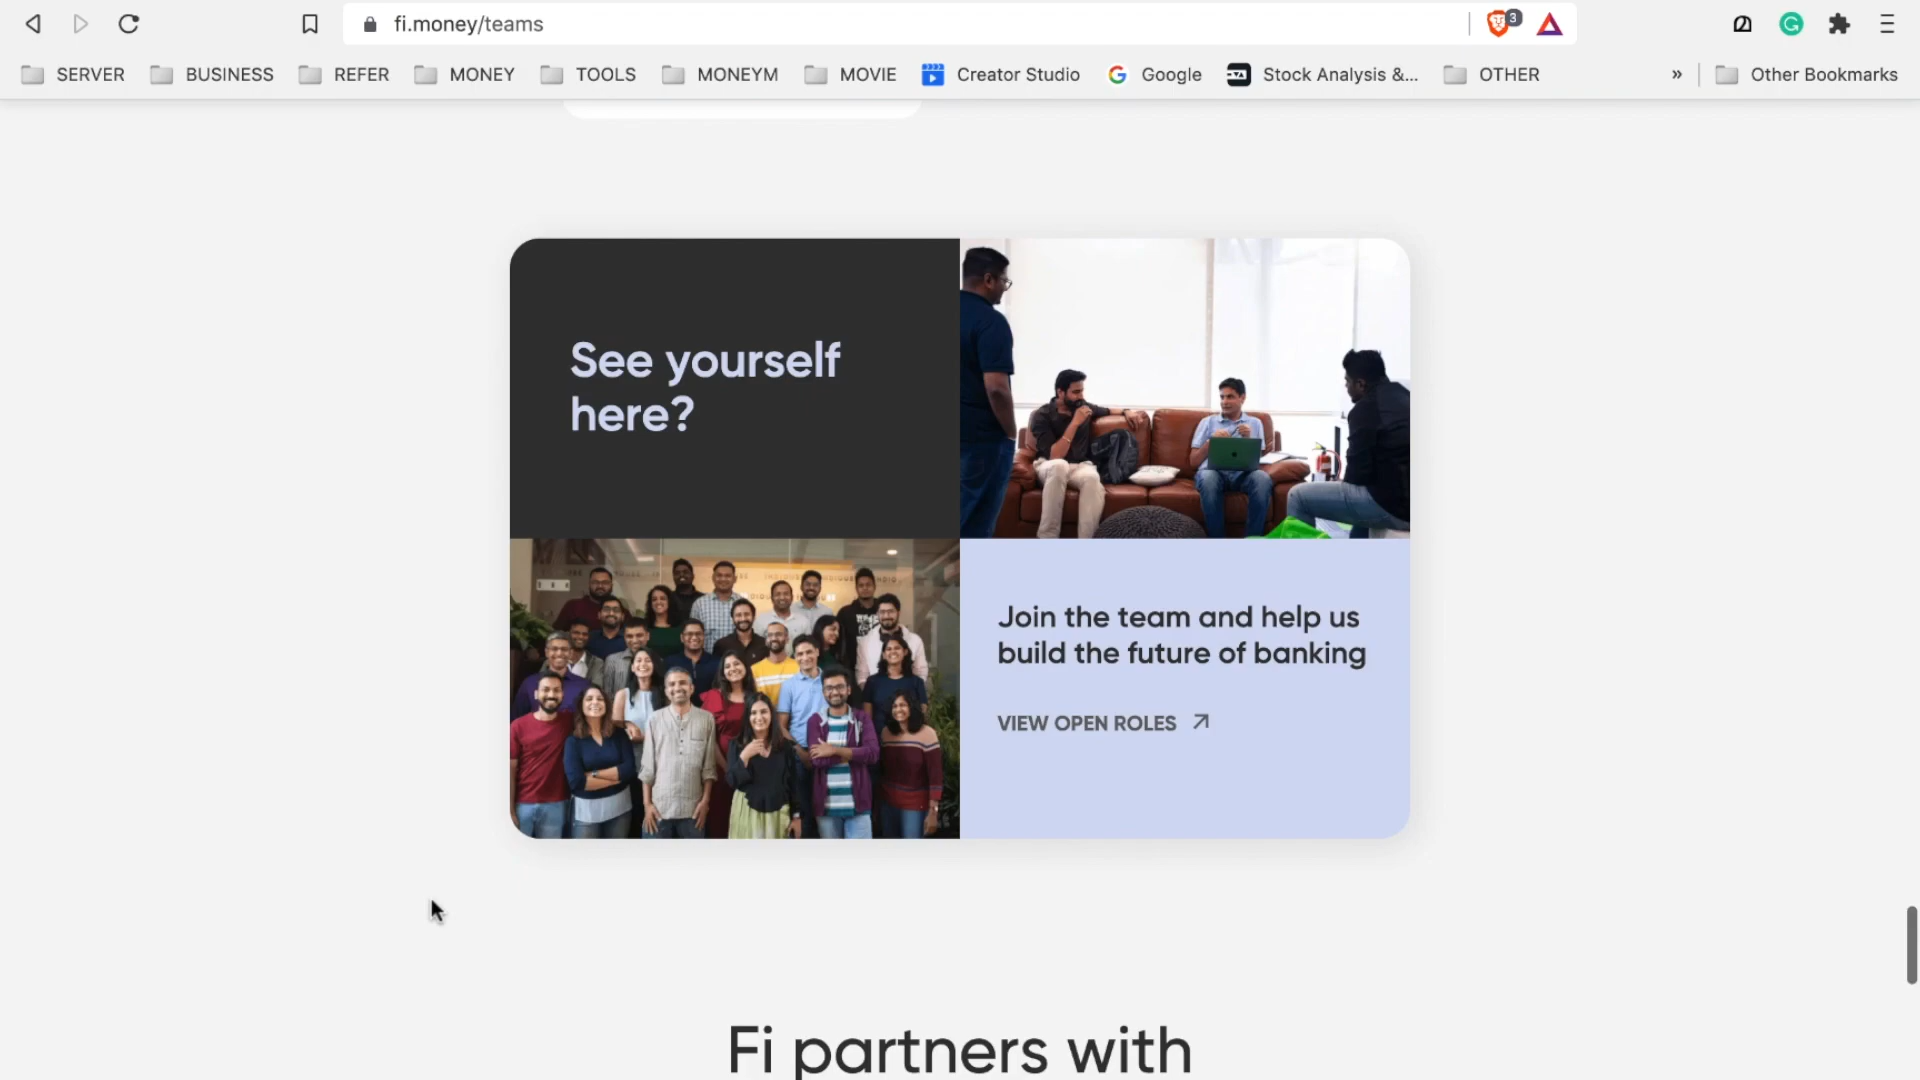 fi.money/teams
3
SERVER BUSINESS REFER MONEY TOOLS MONEYM MOVIE Creator Studio Google Stock Analysis &... OTHER » Other Bookmarks
See yourself
here?
Join the team and help us
build the future of banking
VIEW OPEN ROLES
Fi partners with